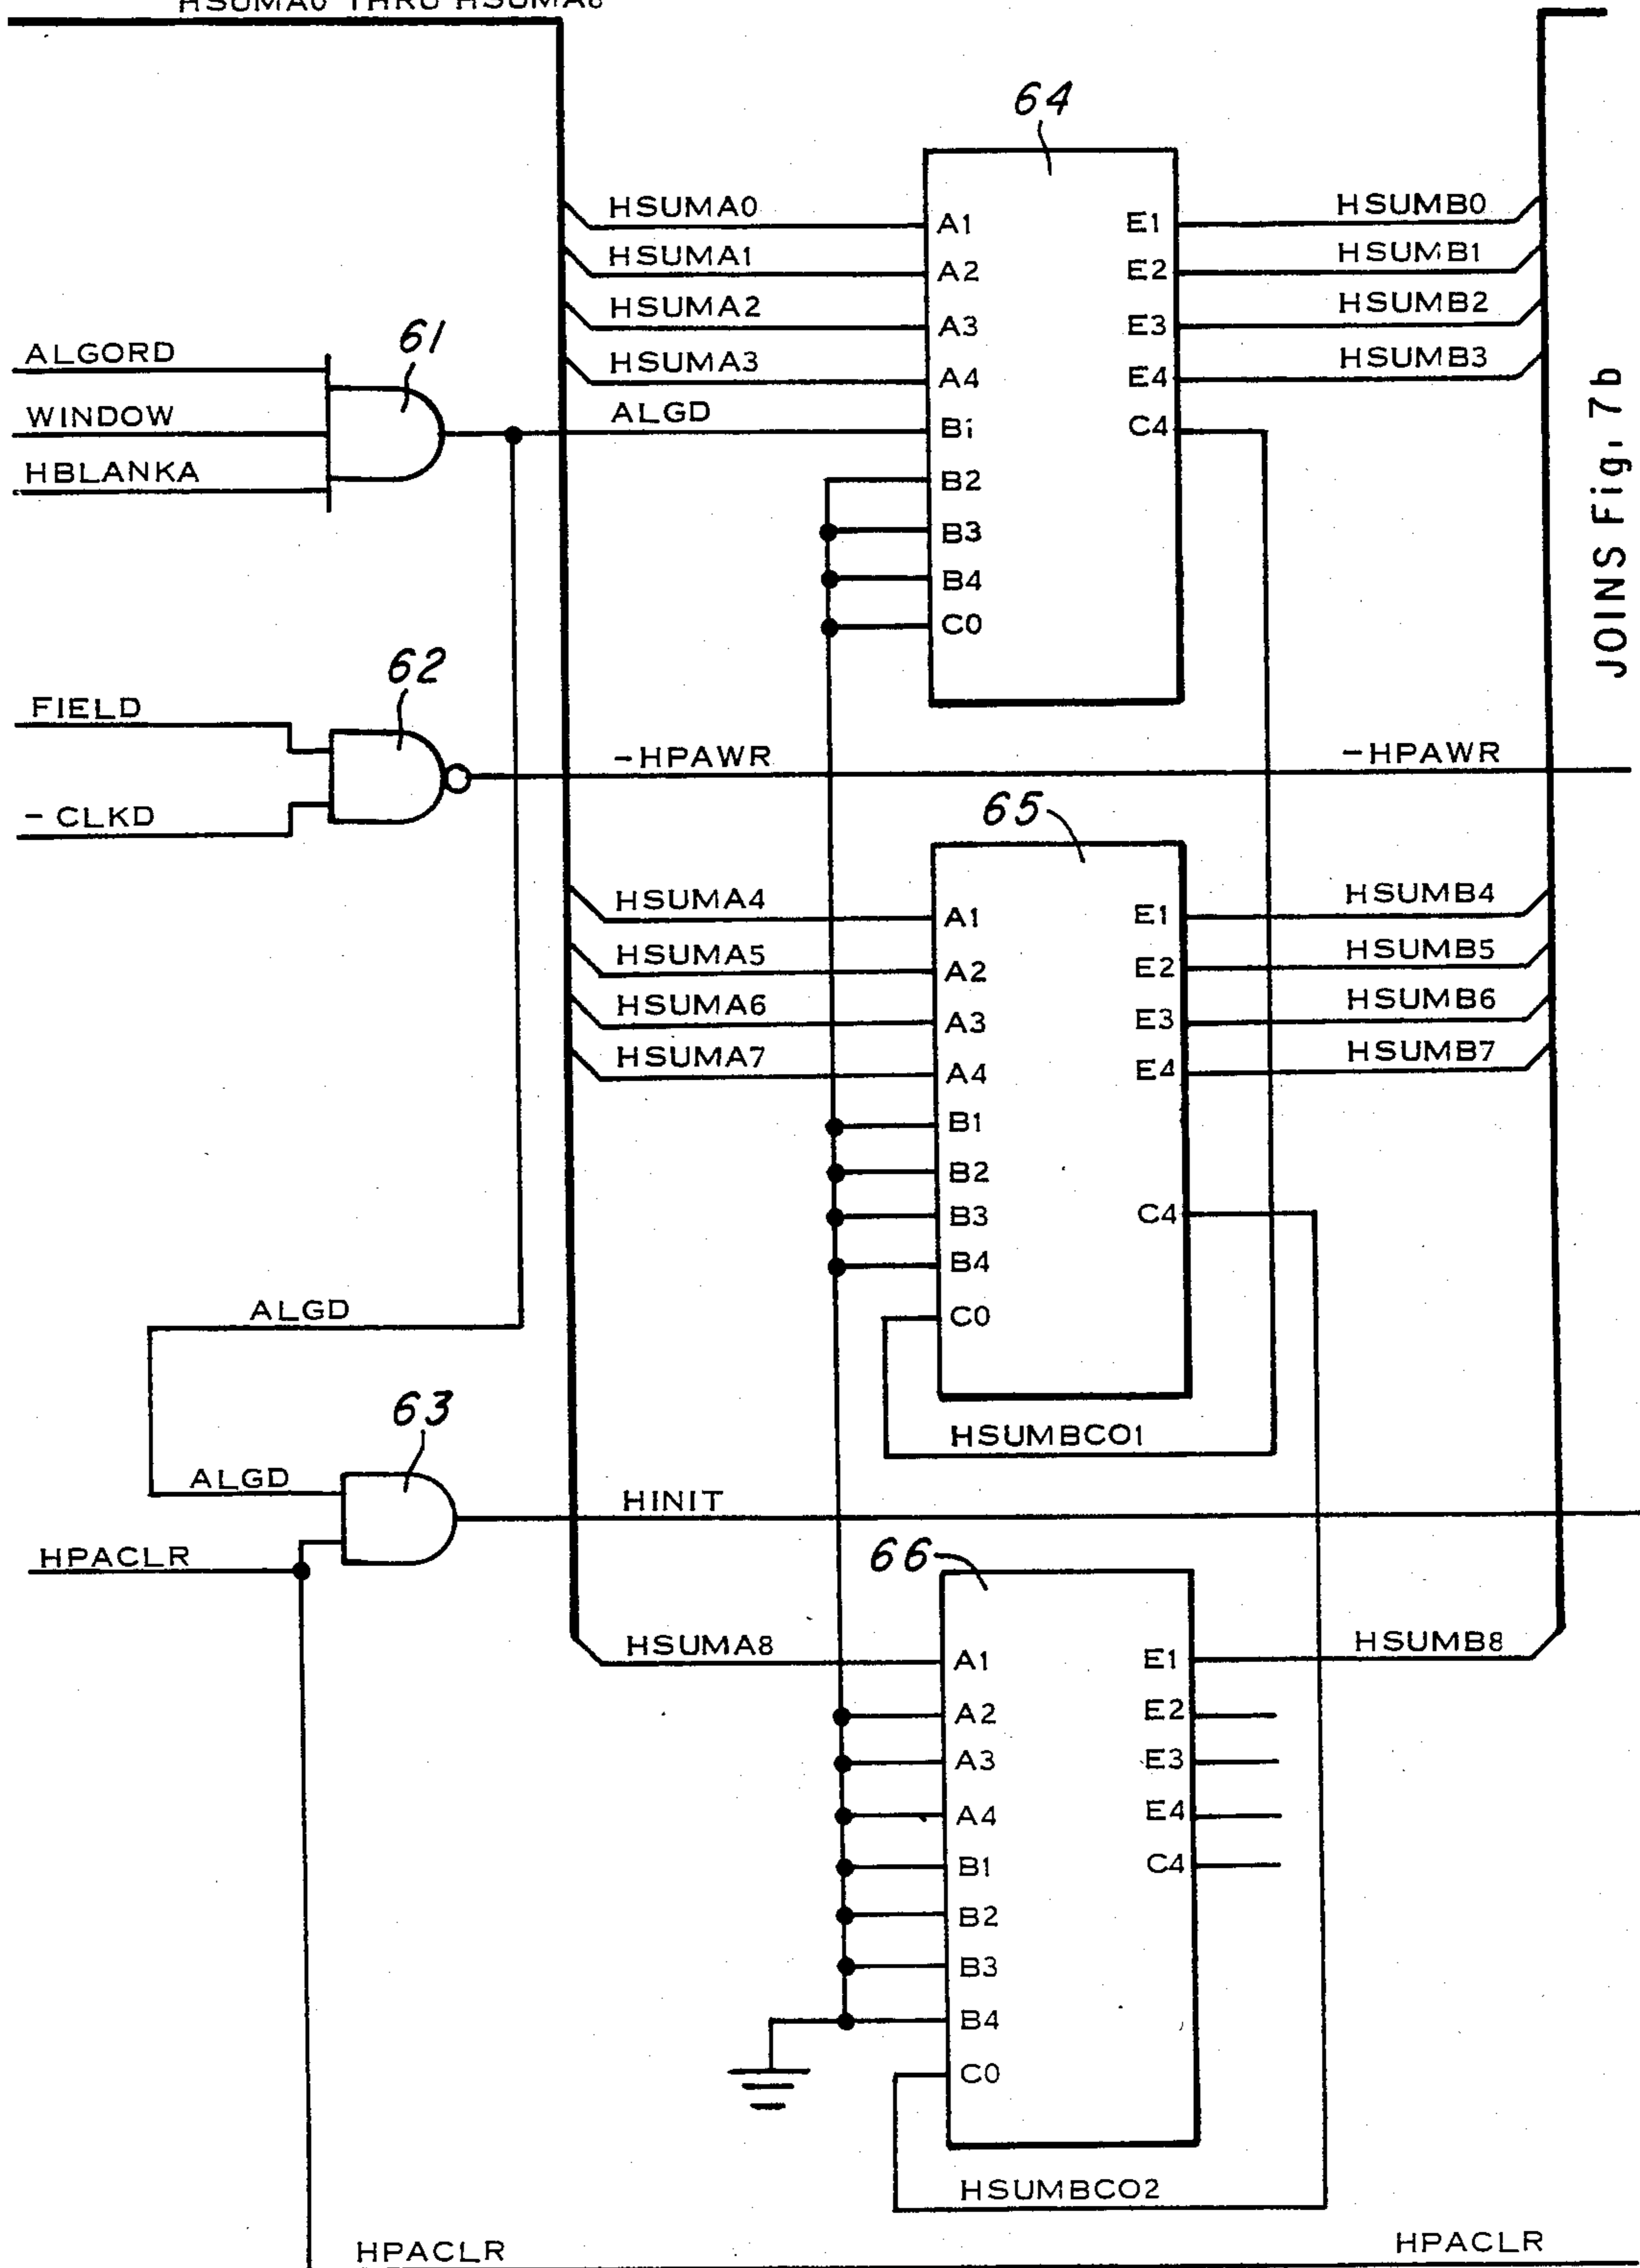 HSUMA0 THRU HSUMA8
64
HSUMA0
A1
E1
HSUMB0
HSUMA1
A2
E2
HSUMB1
HSUMA2
A3
E3
HSUMB2
HSUMA3
A4
E4
HSUMB3
61
ALGORD
WINDOW
HBLANKA
ALGD
B1
C4
B2
B3
B4
C0
JOINS Fig. 7b
62
FIELD
-CLKD
-HPAWR
-HPAWR
65
HSUMA4
A1
E1
HSUMB4
HSUMA5
A2
E2
HSUMB5
HSUMA6
A3
E3
HSUMB6
HSUMA7
A4
E4
HSUMB7
B1
B2
B3
C4
B4
C0
ALGD
HSUMBCO1
63
ALGD
HINIT
HPACLR
66
HSUMA8
A1
E1
HSUMB8
A2
E2
A3
E3
A4
E4
B1
C4
B2
B3
B4
C0
HSUMBCO2
HPACLR
HPACLR